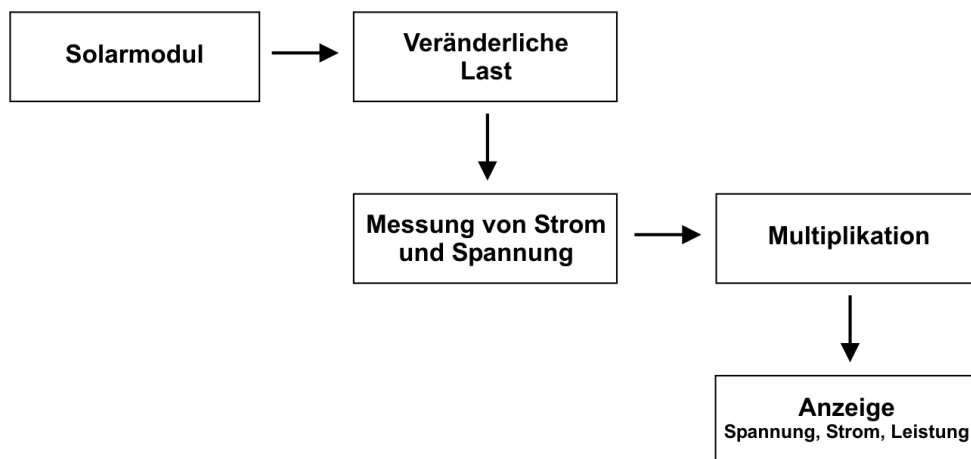 Solarmodul
Veränderliche
Last
Messung von Strom
und Spannung
Multiplikation
Anzeige
Spannung, Strom, Leistung